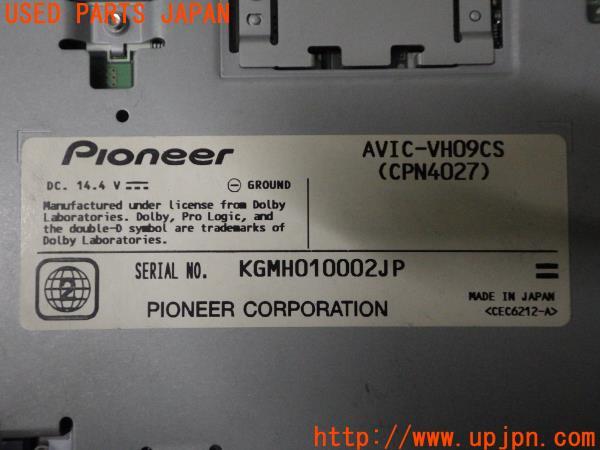 USED PARTS JAPAN
Pioneer
AVIC-VH09CS
(CPN4027)
DC. 14.4 V
GROUND
Manufactured under license from Dolby
Laboratories. Dolby, Pro Logic, and
the double-D symbol are trademarks of
Dolby Laboratories.
2
SERIAL NO. KGMH010002JP
PIONEER CORPORATION
MADE IN JAPAN
<CEC6212-A>
http://www.upjpn.com/